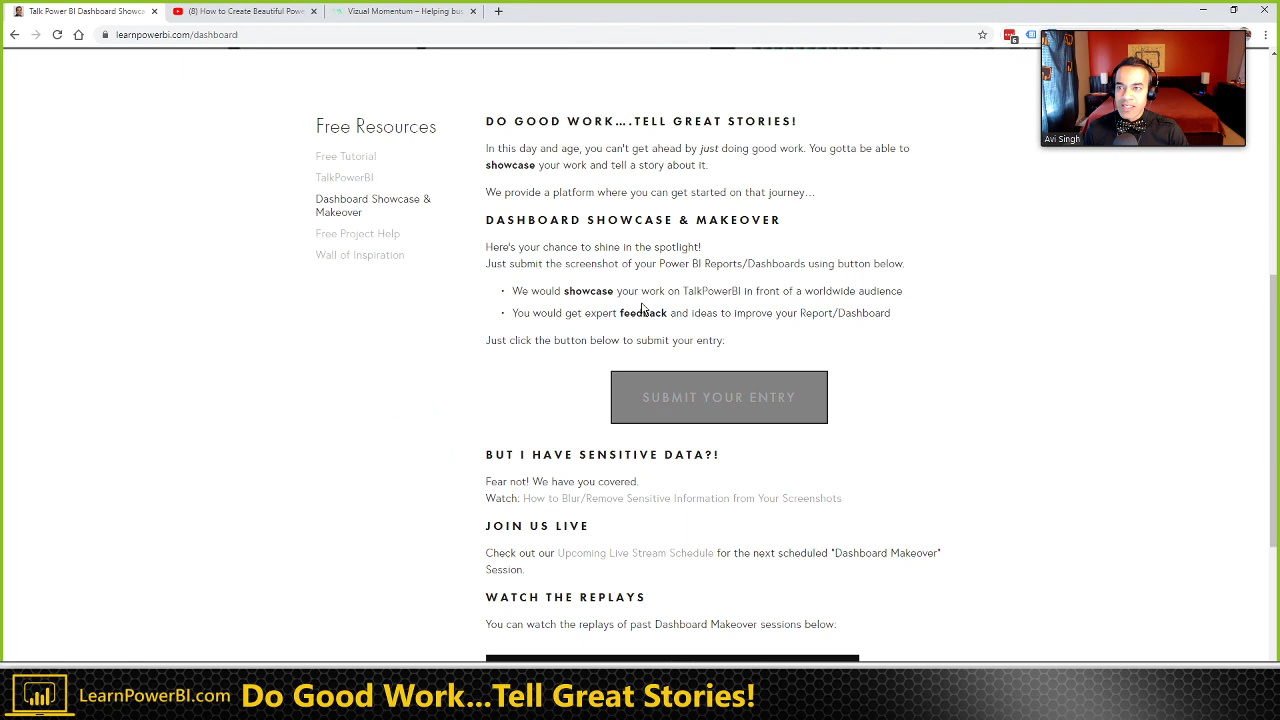 Talk Power BI Dashboard Showca
(8) How to Create Beautiful Powe
Vizual Momentum – Helping bus
learnpowerbi.com/dashboard
6
Avi Singh
Free Resources
Free Tutorial
TalkPowerBI
Dashboard Showcase &
Makeover
Free Project Help
Wall of Inspiration
DO GOOD WORK....TELL GREAT STORIES!
In this day and age, you can't get ahead by just doing good work. You gotta be able to
showcase your work and tell a story about it.
We provide a platform where you can get started on that journey...
DASHBOARD SHOWCASE & MAKEOVER
Here's your chance to shine in the spotlight!
Just submit the screenshot of your Power BI Reports/Dashboards using button below.
• We would showcase your work on TalkPowerBI in front of a worldwide audience
• You would get expert feedback and ideas to improve your Report/Dashboard
Just click the button below to submit your entry:
SUBMIT YOUR ENTRY
BUT I HAVE SENSITIVE DATA?!
Fear not! We have you covered.
Watch: How to Blur/Remove Sensitive Information from Your Screenshots
JOIN US LIVE
Check out our Upcoming Live Stream Schedule for the next scheduled "Dashboard Makeover"
Session.
WATCH THE REPLAYS
You can watch the replays of past Dashboard Makeover sessions below:
LearnPowerBI.com Do Good Work...Tell Great Stories!